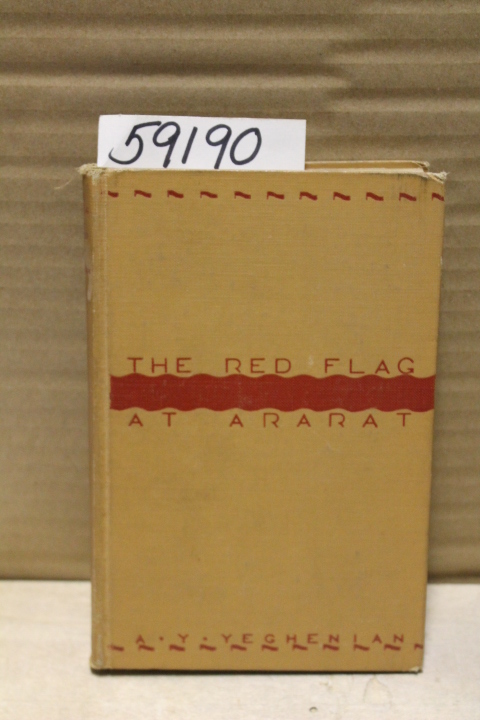 59190
THE RED FLAG
AT ARARAT
A·Y·YEGHENIAN